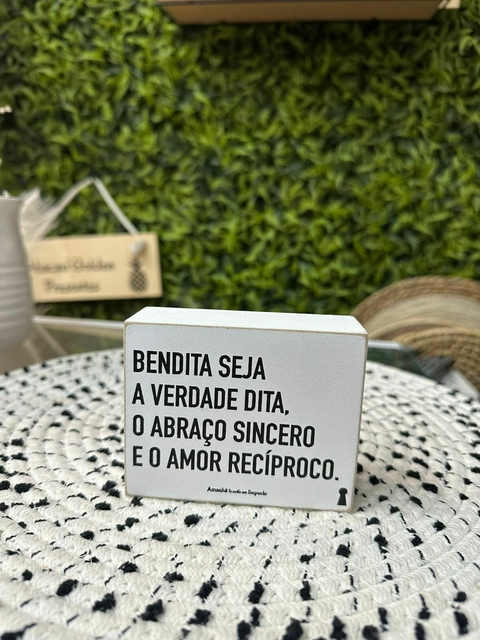 BENDITA SEJA
A VERDADE DITA,
O ABRAÇO SINCERO
E O AMOR RECÍPROCO.